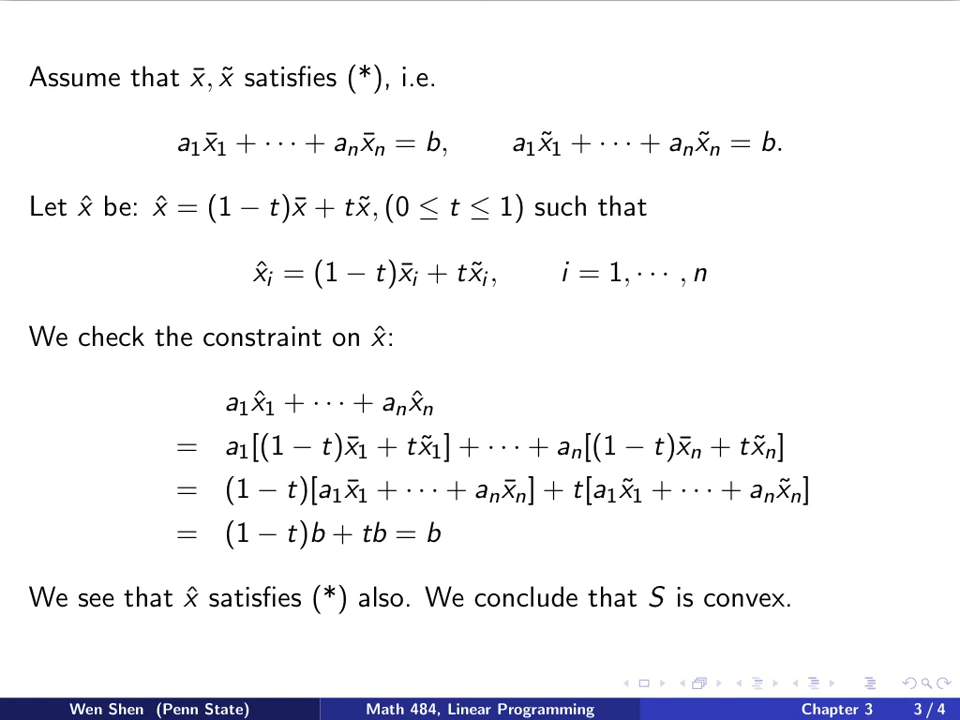 Assume that x̄, x̃ satisfies (*), i.e.
a₁x̄₁ + ⋯ + aₙx̄ₙ = b, a₁x̃₁ + ⋯ + aₙx̃ₙ = b.
Let x̂ be: x̂ = (1 − t)x̄ + tx̃, (0 ≤ t ≤ 1) such that
x̂ᵢ = (1 − t)x̄ᵢ + tx̃ᵢ, i = 1, ⋯ , n
We check the constraint on x̂:
a₁x̂₁ + ⋯ + aₙx̂ₙ
= a₁[(1 − t)x̄₁ + tx̃₁] + ⋯ + aₙ[(1 − t)x̄ₙ + tx̃ₙ]
= (1 − t)[a₁x̄₁ + ⋯ + aₙx̄ₙ] + t[a₁x̃₁ + ⋯ + aₙx̃ₙ]
= (1 − t)b + tb = b
We see that x̂ satisfies (*) also. We conclude that S is convex.
Wen Shen (Penn State) Math 484, Linear Programming Chapter 3 3 / 4